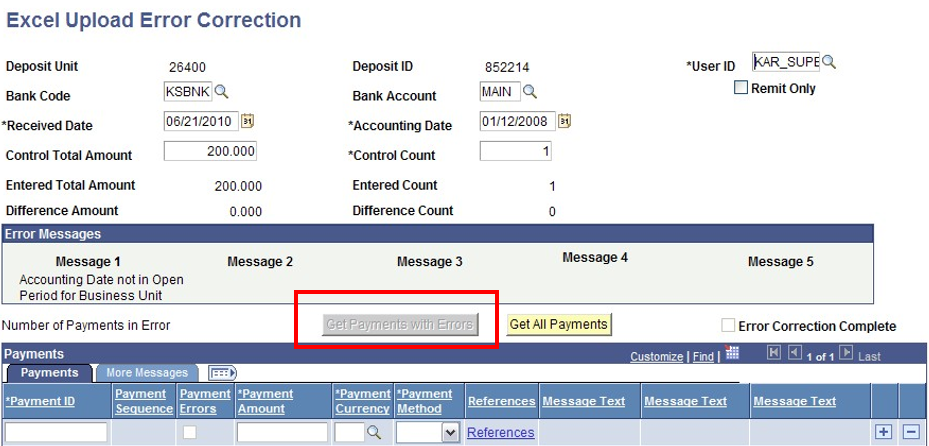 Excel Upload Error Correction
Deposit Unit 26400 Deposit ID 852214 *User ID KAR_SUPE
Bank Code KSBNK Bank Account MAIN Remit Only
*Received Date 06/21/2010 31 *Accounting Date 01/12/2008 31
Control Total Amount 200.000 *Control Count 1
Entered Total Amount 200.000 Entered Count 1
Difference Amount 0.000 Difference Count 0
Error Messages
Message 1 Message 2 Message 3 Message 4 Message 5
Accounting Date not in Open
Period for Business Unit
Number of Payments in Error Get Payments with Errors Get All Payments Error Correction Complete
Payments Customize | Find | 1 of 1 Last
Payments More Messages
*Payment ID Payment Sequence Payment Errors *Payment Amount *Payment Currency *Payment Method References Message Text Message Text Message Text
References